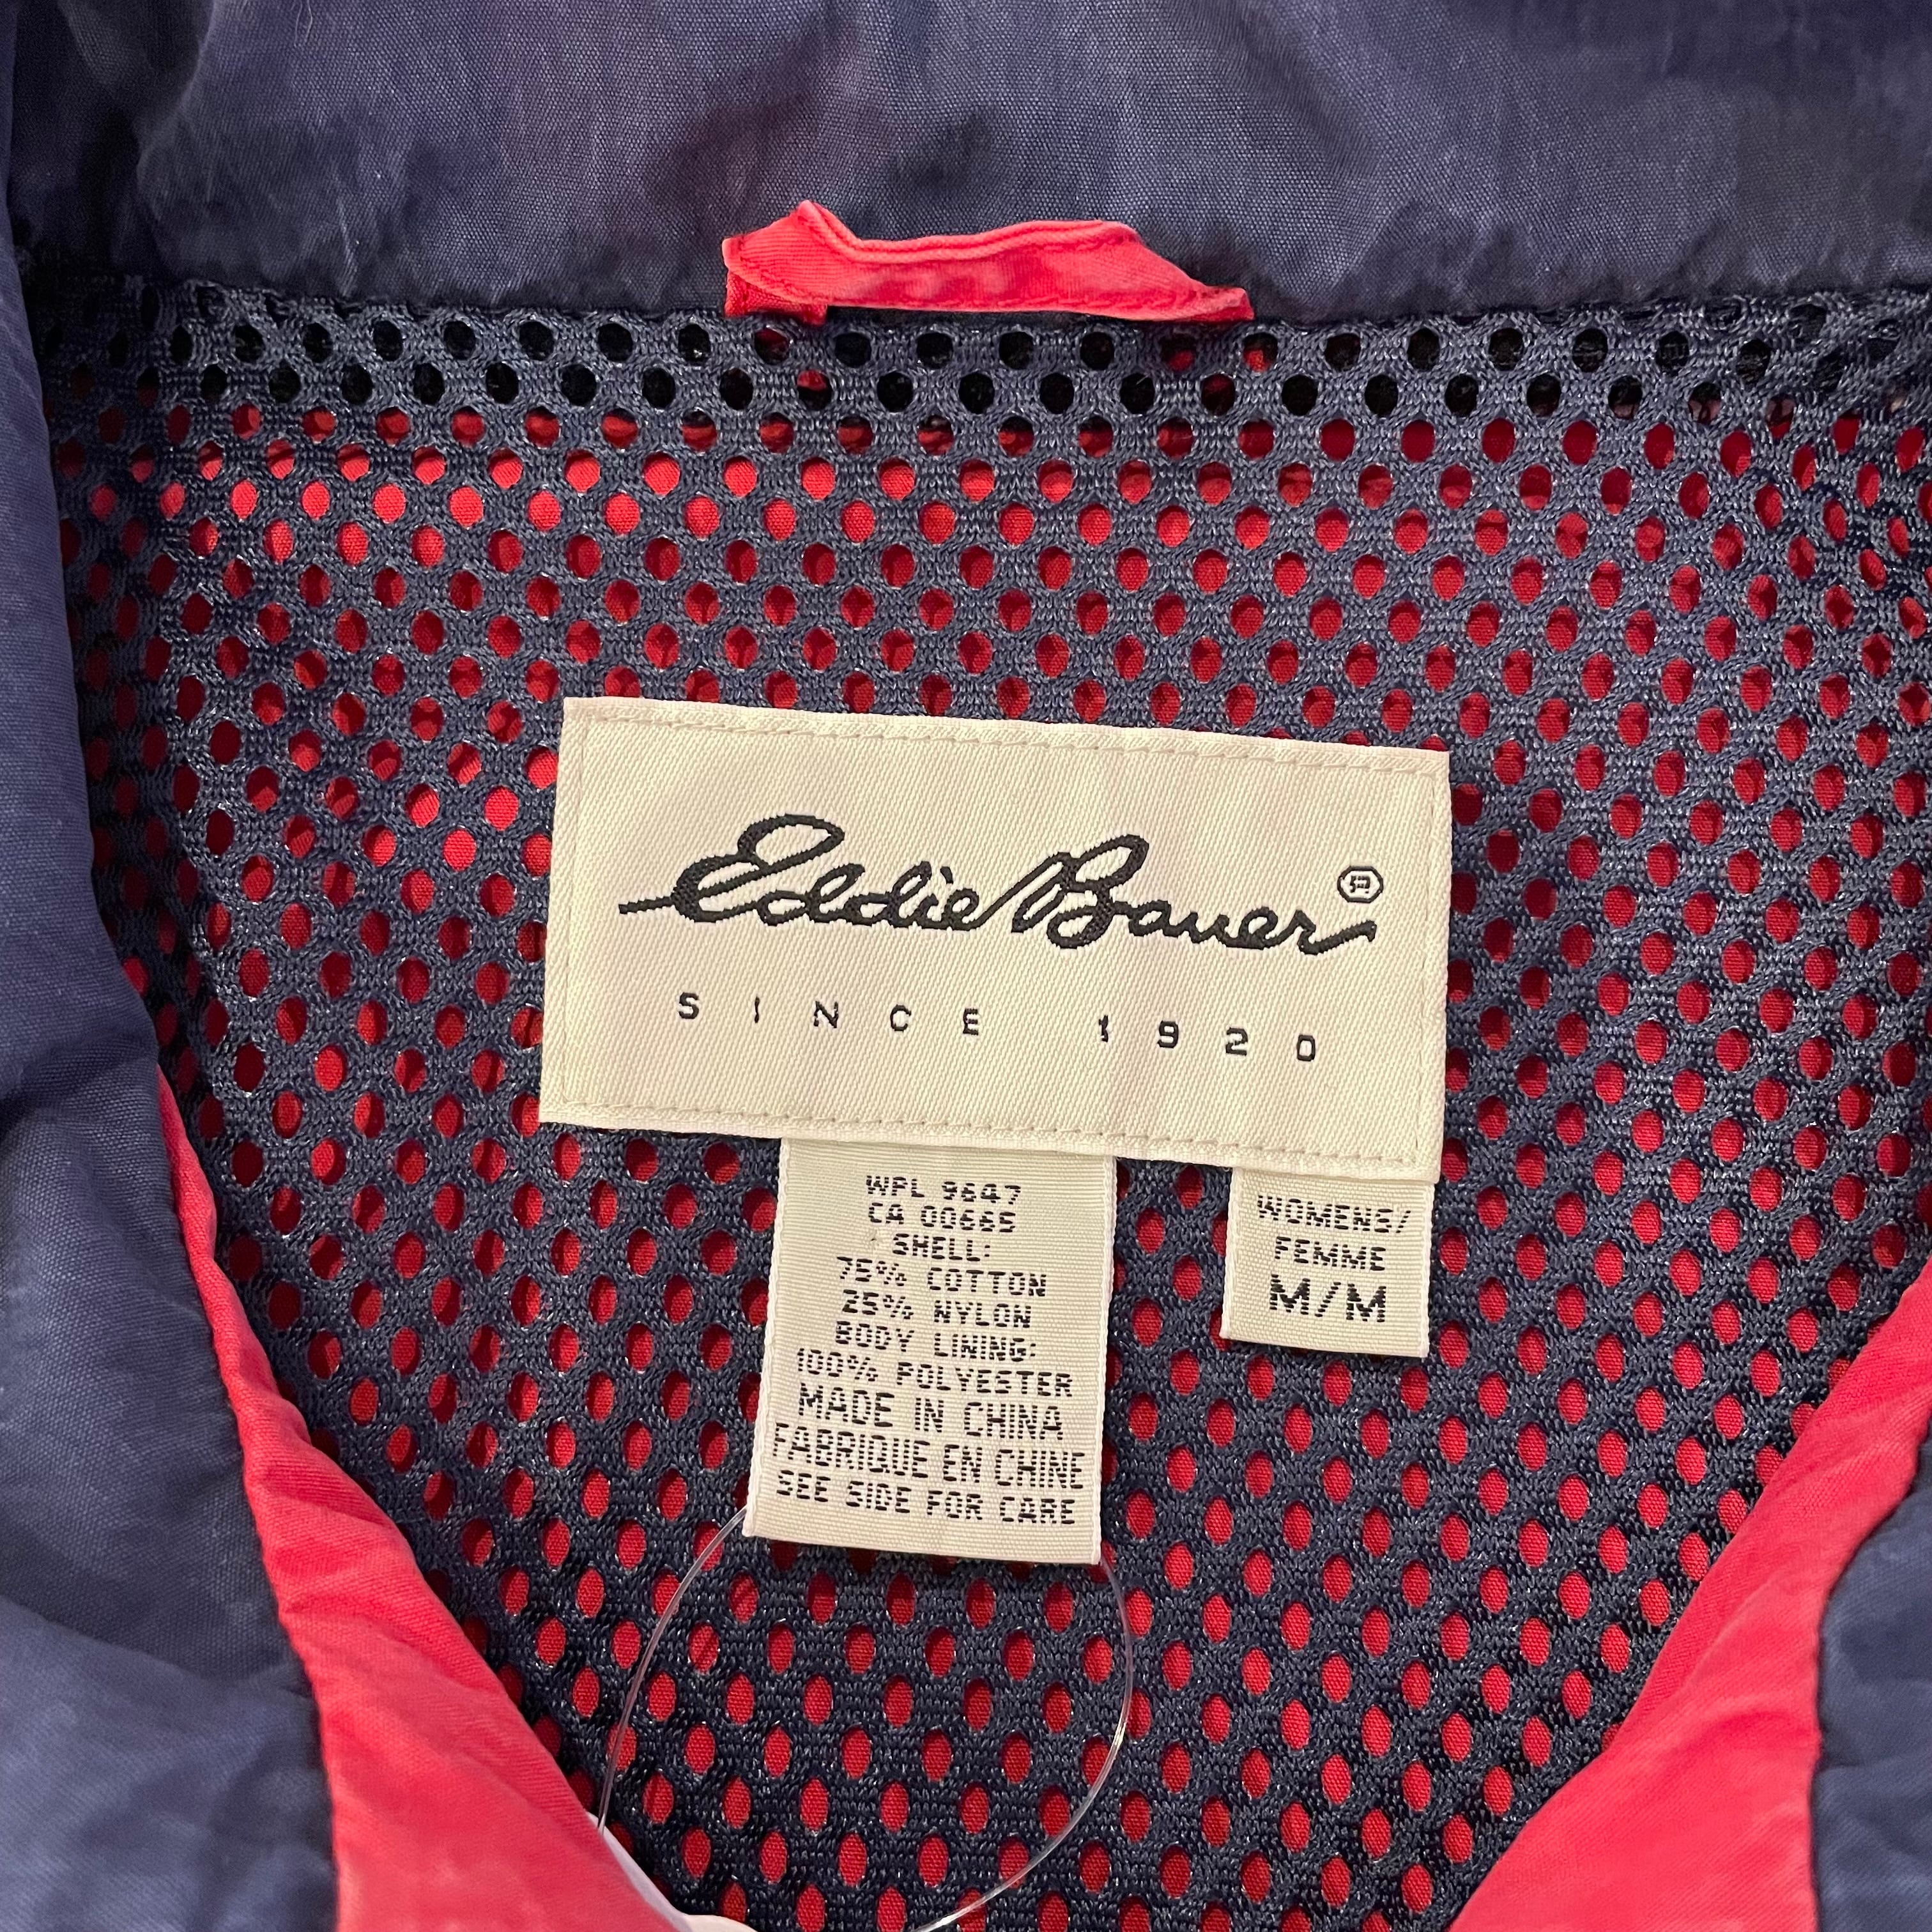 Eddie Bauer®
SINCE 1920
WPL 9647
CA 00665
SHELL:
75% COTTON
25% NYLON
BODY LINING:
100% POLYESTER
MADE IN CHINA
FABRIQUE EN CHINE
SEE SIDE FOR CARE
WOMENS/
FEMME
M/M